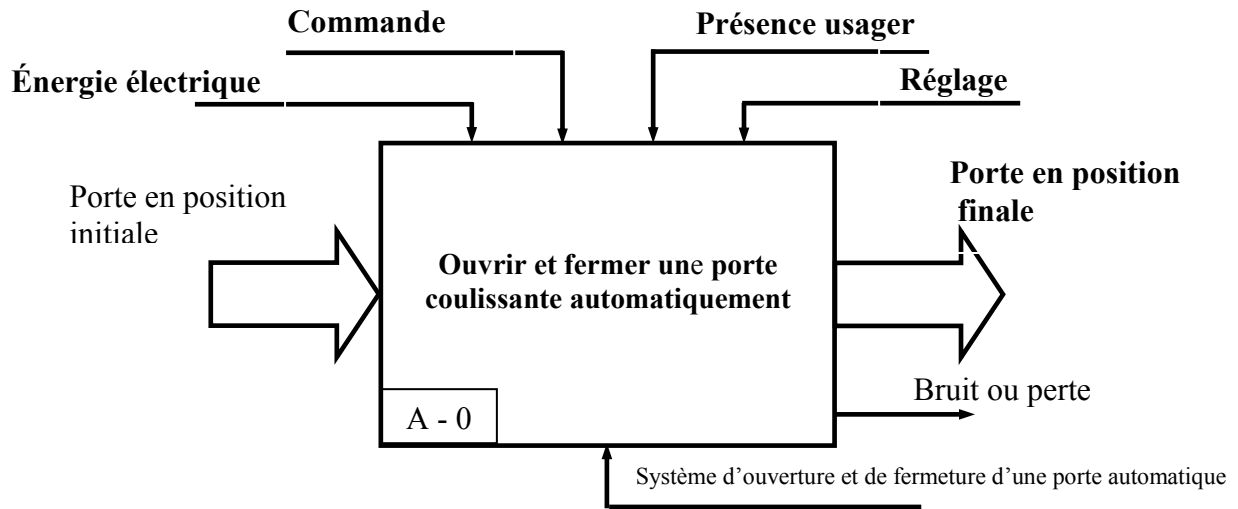 Commande
Présence usager
Énergie électrique
Réglage
Porte en position
initiale
Porte en position
finale
Ouvrir et fermer une porte
coulissante automatiquement
A - 0
Bruit ou perte
Système d’ouverture et de fermeture d’une porte automatique